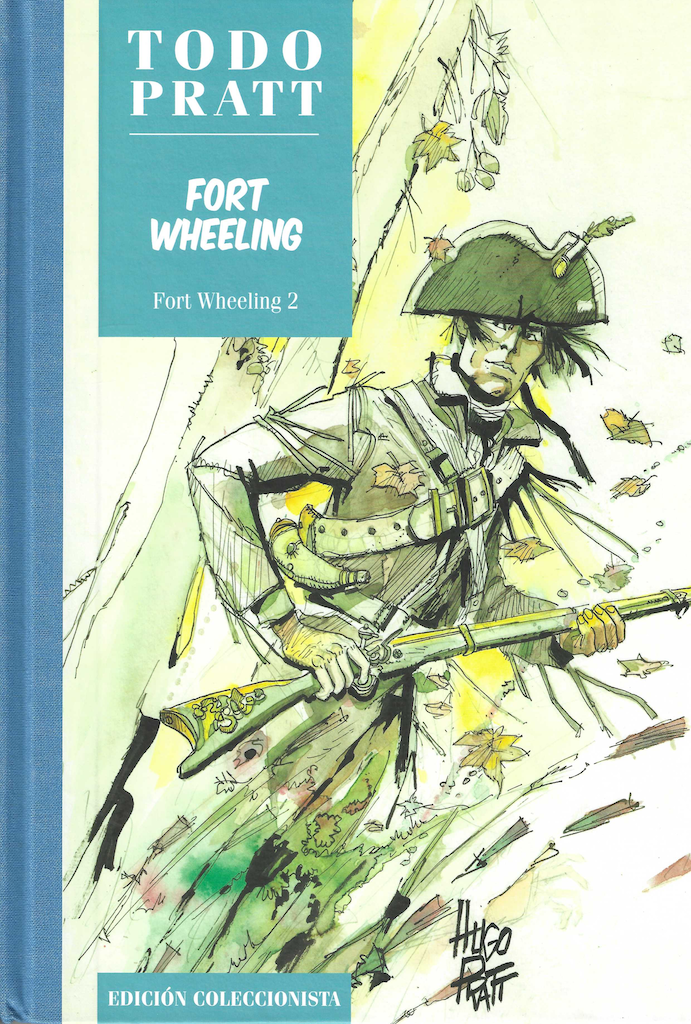 TODO
PRATT
FORT
WHEELING
Fort Wheeling 2
HUGO
PRATT
EDICIÓN COLECCIONISTA